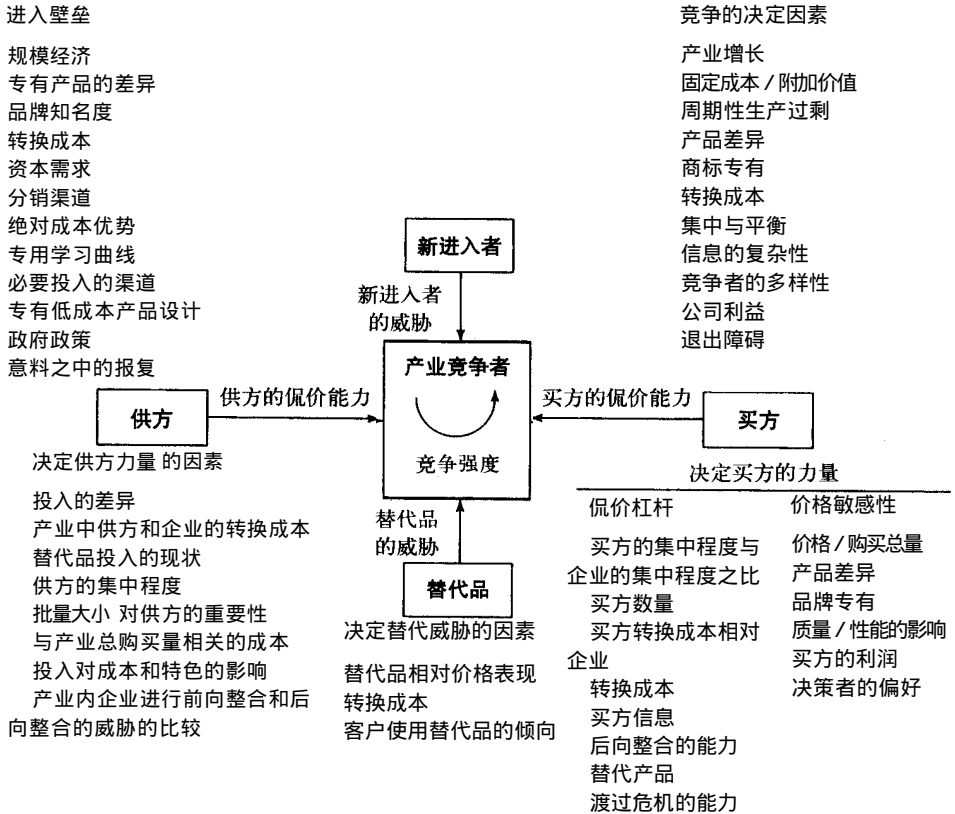 进入壁垒
规模经济
专有产品的差异
品牌知名度
转换成本
资本需求
分销渠道
绝对成本优势
专用学习曲线
必要投入的渠道
专有低成本产品设计
政府政策
意料之中的报复
竞争的决定因素
产业增长
固定成本/附加价值
周期性生产过剩
产品差异
商标专有
转换成本
集中与平衡
信息的复杂性
竞争者的多样性
公司利益
退出障碍
新进入者
新进入者
的威胁
产业竞争者
竞争强度
供方的侃价能力
供方
买方的侃价能力
买方
替代品
的威胁
替代品
决定供方力量 的因素
投入的差异
产业中供方和企业的转换成本
替代品投入的现状
供方的集中程度
批量大小 对供方的重要性
与产业总购买量相关的成本
投入对成本和特色的影响
产业内企业进行前向整合和后
向整合的威胁的比较
决定替代威胁的因素
替代品相对价格表现
转换成本
客户使用替代品的倾向
决定买方的力量
侃价杠杆
买方的集中程度与
企业的集中程度之比
买方数量
买方转换成本相对
企业
转换成本
买方信息
后向整合的能力
替代产品
渡过危机的能力
价格敏感性
价格/购买总量
产品差异
品牌专有
质量/性能的影响
买方的利润
决策者的偏好